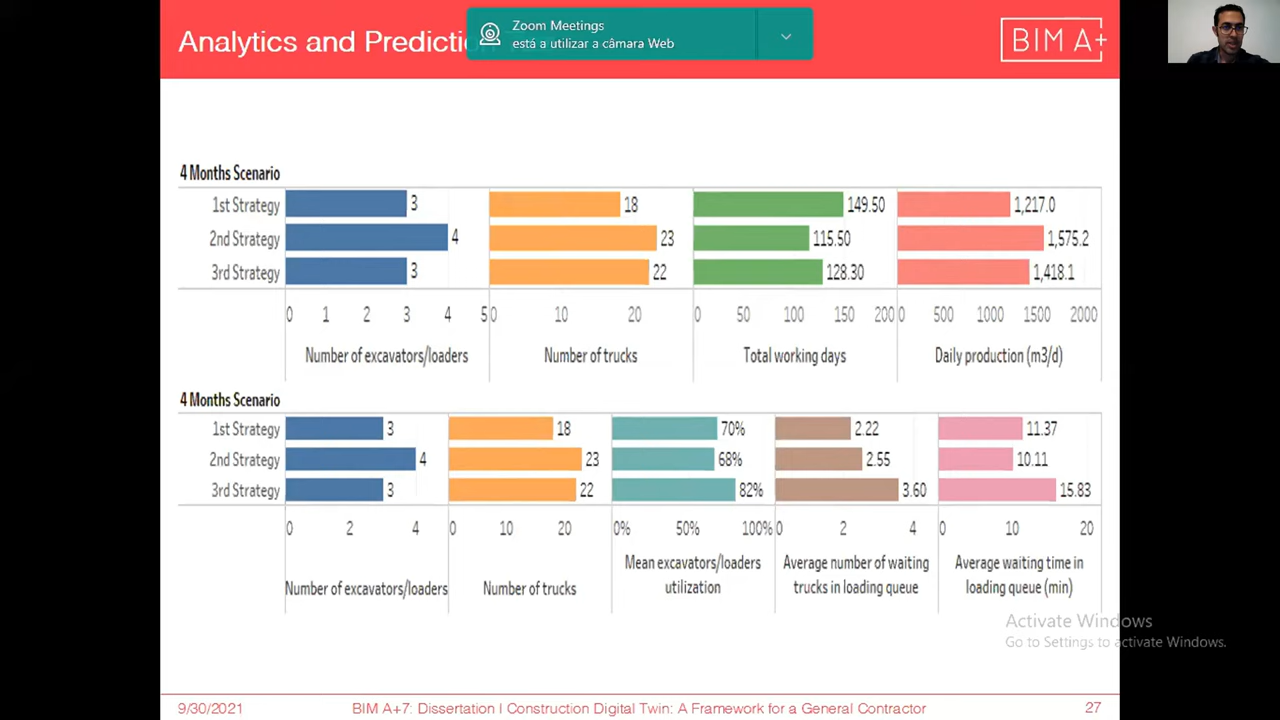 Analytics and Predictio
Zoom Meetings
está a utilizar a câmara Web
BIM A+
4 Months Scenario
1st Strategy 3 18 149.50 1,217.0
2nd Strategy 4 23 115.50 1,575.2
3rd Strategy 3 22 128.30 1,418.1
0 1 2 3 4 5 0 10 20 0 50 100 150 200 0 500 1000 1500 2000
Number of excavators/loaders Number of trucks Total working days Daily production (m3/d)
4 Months Scenario
1st Strategy 3 18 70% 2.22 11.37
2nd Strategy 4 23 68% 2.55 10.11
3rd Strategy 3 22 82% 3.60 15.83
0 2 4 0 10 20 0% 50% 100% 0 2 4 0 10 20
Number of excavators/loaders Number of trucks Mean excavators/loaders utilization Average number of waiting trucks in loading queue Average waiting time in loading queue (min)
Activate Windows
Go to Settings to activate Windows.
9/30/2021 BIM A+7: Dissertation | Construction Digital Twin: A Framework for a General Contractor 27